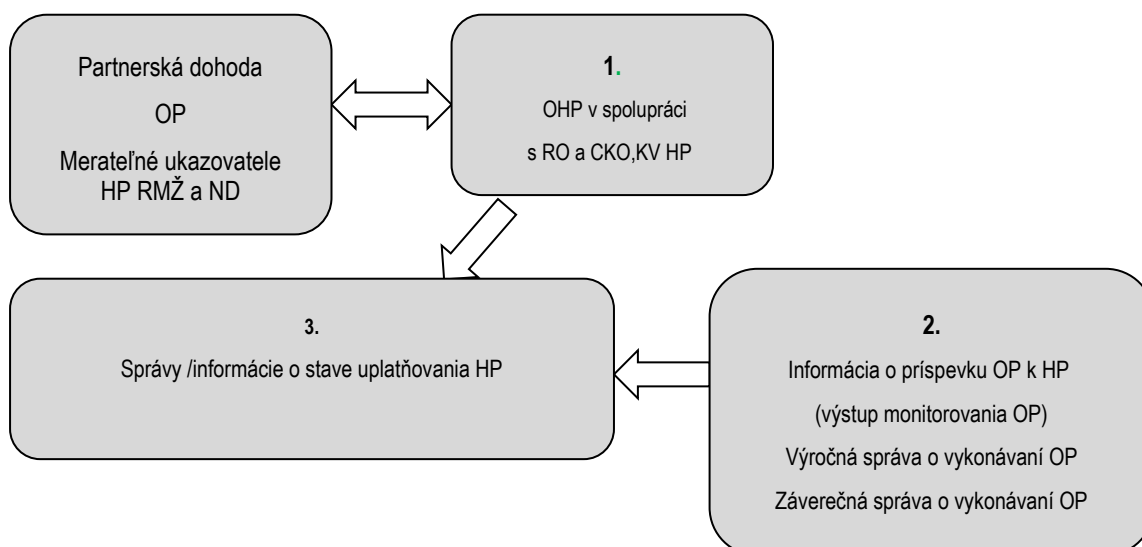 Partnerská dohoda
OP
Merateľné ukazovatele
HP RMŽ a ND
1.
OHP v spolupráci
s RO a CKO,KV HP
3.
Správy /informácie o stave uplatňovania HP
2.
Informácia o príspevku OP k HP
(výstup monitorovania OP)
Výročná správa o vykonávaní OP
Záverečná správa o vykonávaní OP